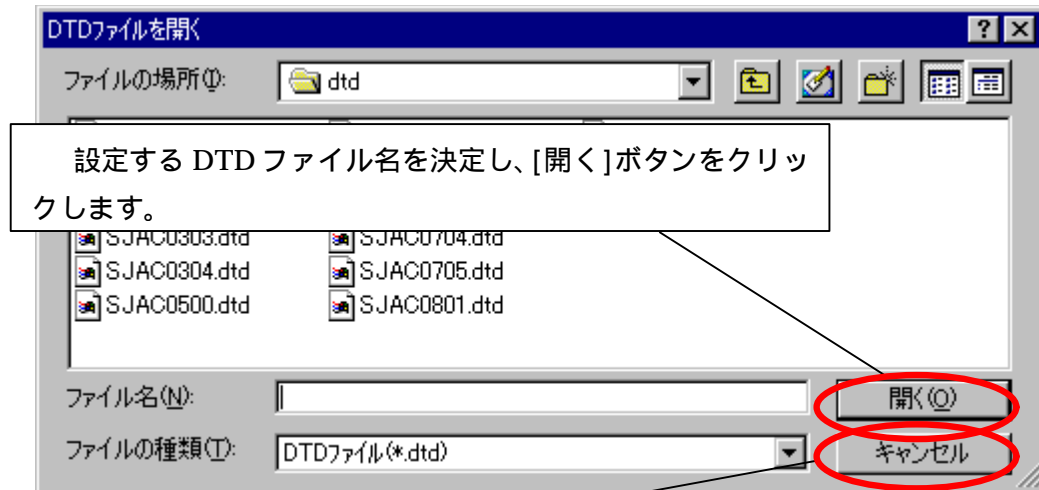 DTDファイルを開く
ファイルの場所(I):
dtd
設定する DTD ファイル名を決定し、[開く]ボタンをクリッ
クします。
SJAC0303.dtd
SJAC0704.dtd
SJAC0304.dtd
SJAC0705.dtd
SJAC0500.dtd
SJAC0801.dtd
ファイル名(N):
開く(O)
ファイルの種類(T):
DTDファイル(*.dtd)
キャンセル